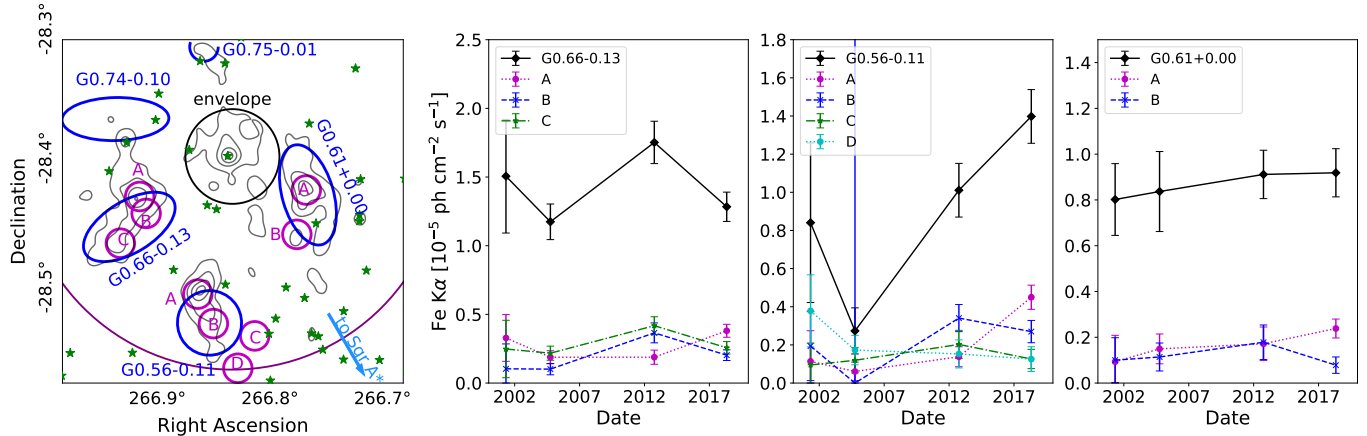 -28.3°
-28.4°
-28.5°
Declination
G0.75-0.01
G0.74-0.10
envelope
G0.61+0.00
A
A
B
C
B
G0.66-0.13
A
B
C
D
G0.56-0.11
to Sgr A*
266.9° 266.8° 266.7°
Right Ascension
Fe Kα [10⁻⁵ ph cm⁻² s⁻¹]
2.5
2.0
1.5
1.0
0.5
0.0
G0.66-0.13
A
B
C
2002 2007 2012 2017
Date
1.8
1.6
1.4
1.2
1.0
0.8
0.6
0.4
0.2
0.0
G0.56-0.11
A
B
C
D
2002 2007 2012 2017
Date
1.4
1.2
1.0
0.8
0.6
0.4
0.2
0.0
G0.61+0.00
A
B
2002 2007 2012 2017
Date